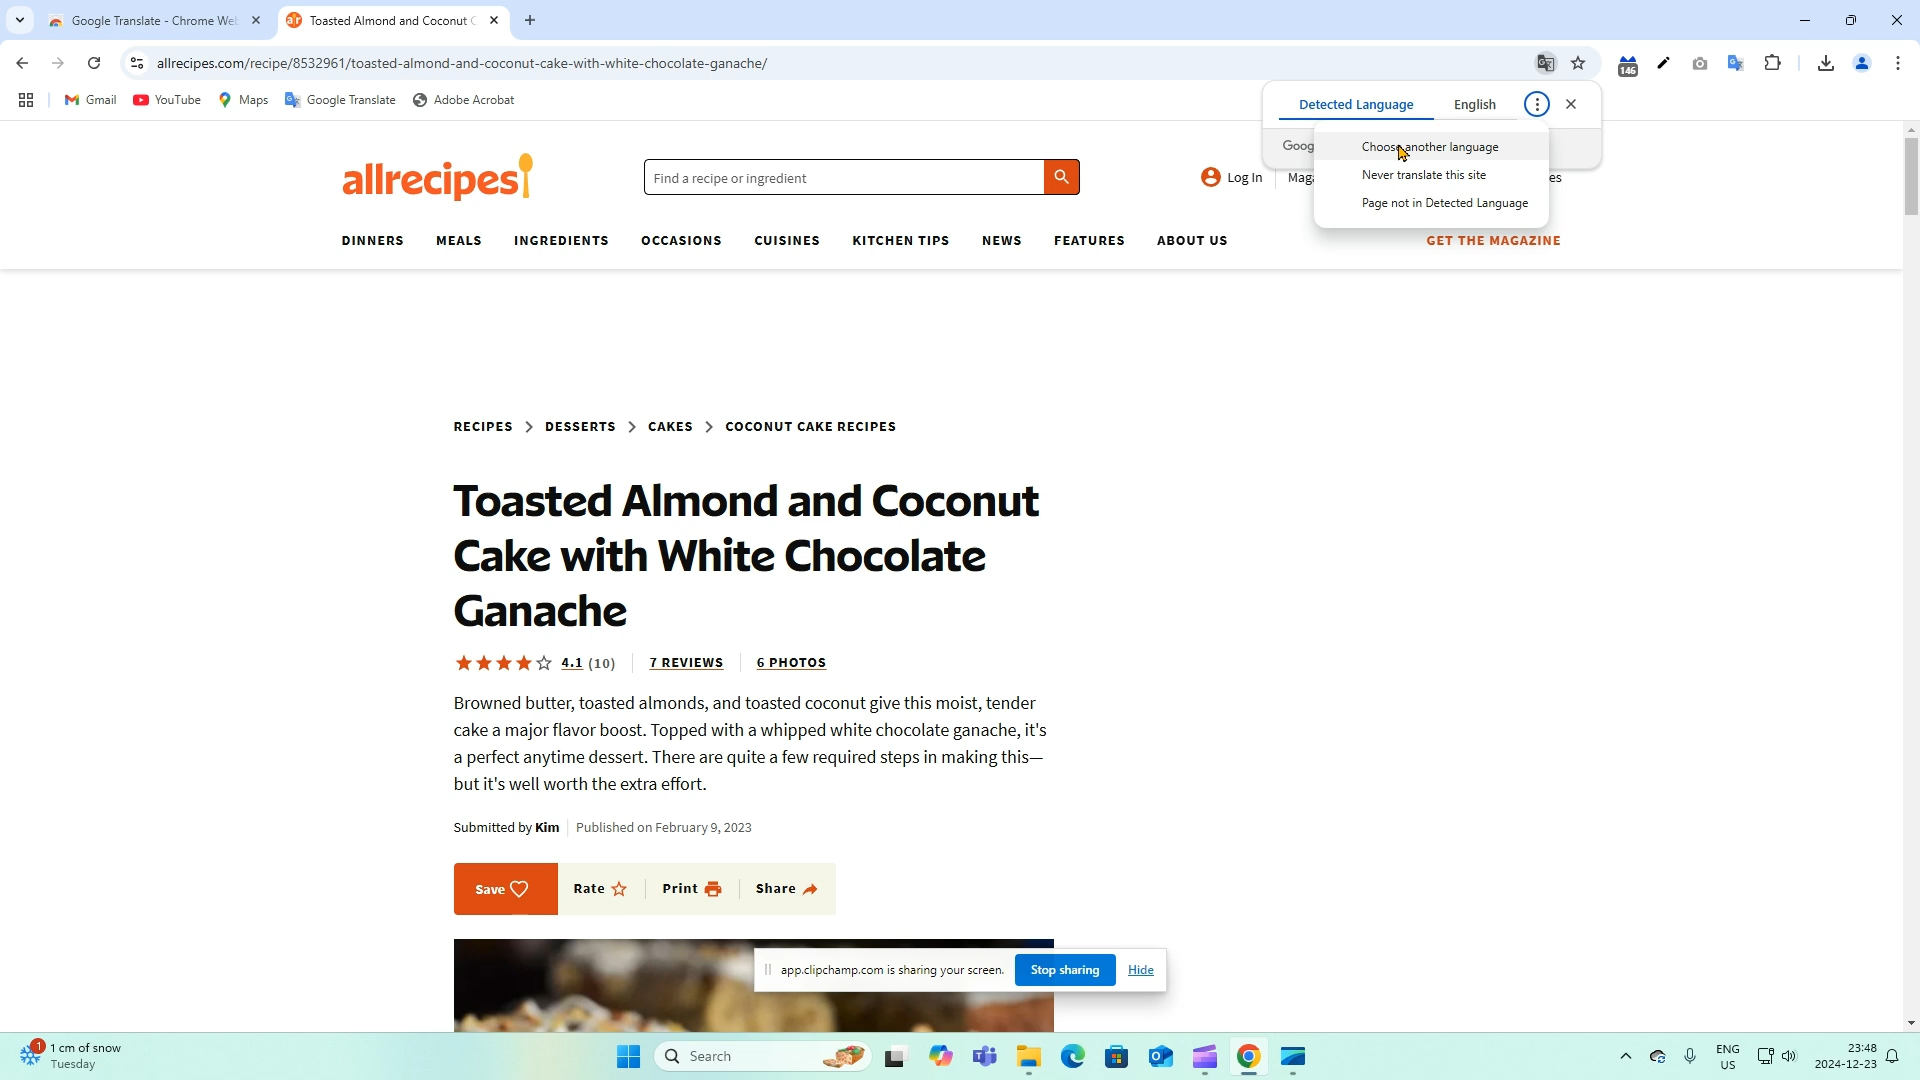 Google Translate - Chrome We
Toasted Almond and Coconut C
allrecipes.com/recipe/8532961/toasted-almond-and-coconut-cake-with-white-chocolate-ganache/
146
Gmail
YouTube
Maps
Google Translate
Adobe Acrobat
Detected Language
English
Goog
Choose another language
Never translate this site
Page not in Detected Language
allrecipes
Find a recipe or ingredient
Log In
Maga
es
DINNERS
MEALS
INGREDIENTS
OCCASIONS
CUISINES
KITCHEN TIPS
NEWS
FEATURES
ABOUT US
GET THE MAGAZINE
RECIPES > DESSERTS > CAKES > COCONUT CAKE RECIPES
Toasted Almond and Coconut
Cake with White Chocolate
Ganache
4.1 (10)
7 REVIEWS
6 PHOTOS
Browned butter, toasted almonds, and toasted coconut give this moist, tender
cake a major flavor boost. Topped with a whipped white chocolate ganache, it's
a perfect anytime dessert. There are quite a few required steps in making this—
but it's well worth the extra effort.
Submitted by Kim
Published on February 9, 2023
Save
Rate
Print
Share
app.clipchamp.com is sharing your screen.
Stop sharing
Hide
1
1 cm of snow
Tuesday
Search
ENG
US
23:48
2024-12-23